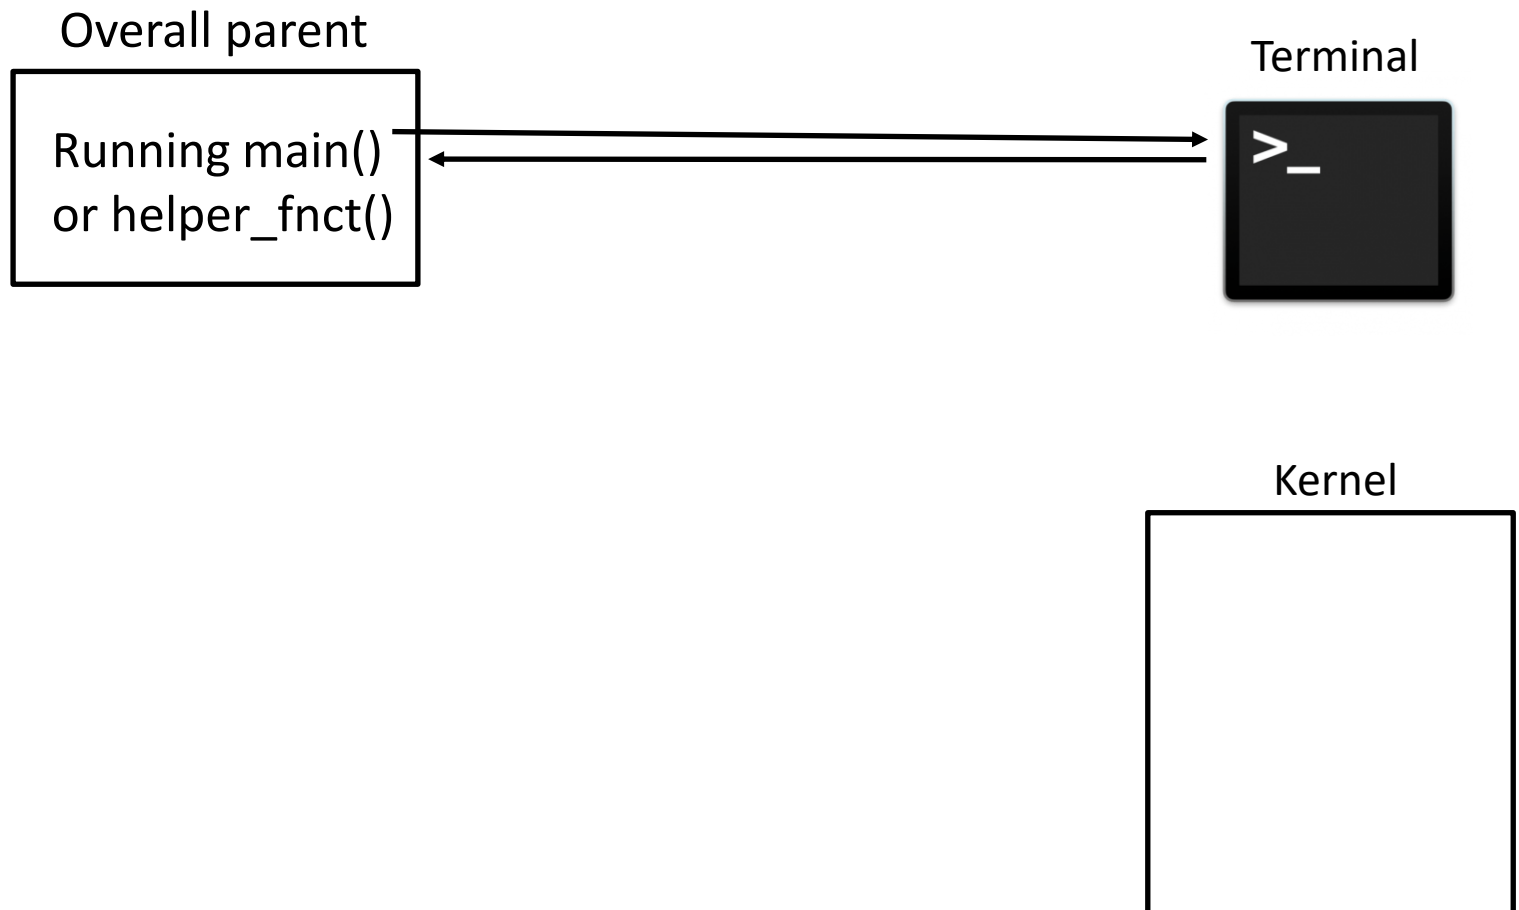 Overall parent
Terminal
Running main()
or helper_fnct()
>_
Kernel